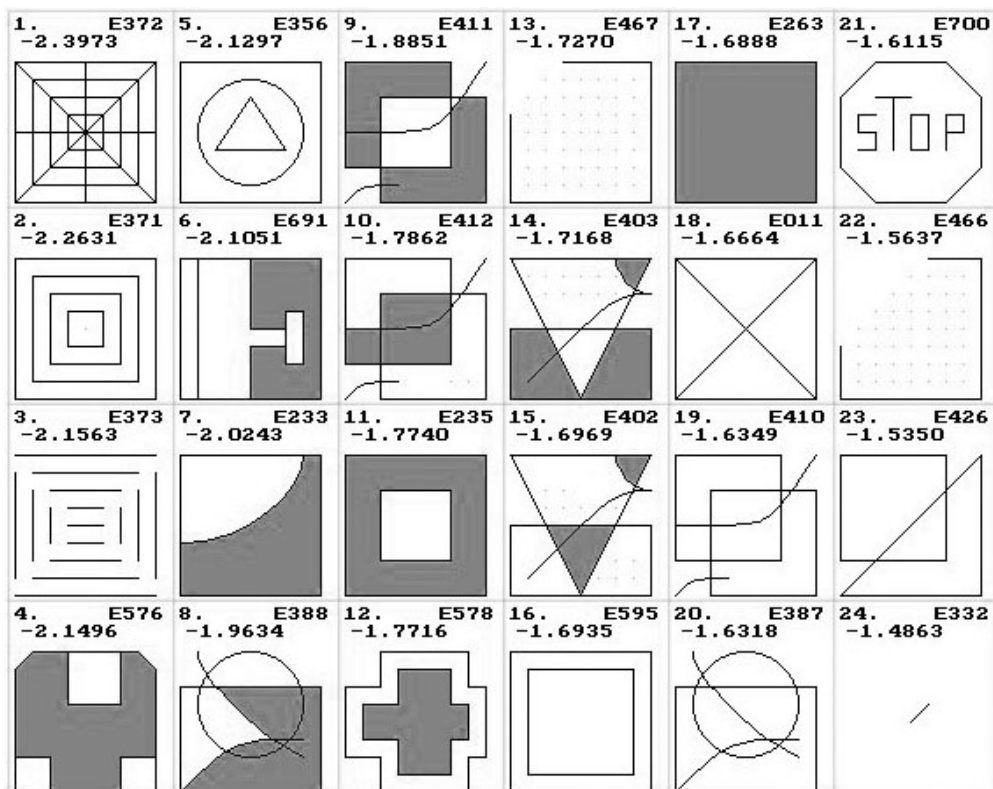 1. E372
-2.3973
5. E356
-2.1297
9. E411
-1.8851
13. E467
-1.7270
17. E263
-1.6888
21. E700
-1.6115
STOP
2. E371
-2.2631
6. E691
-2.1051
10. E412
-1.7862
14. E403
-1.7168
18. E011
-1.6664
22. E466
-1.5637
3. E373
-2.1563
7. E233
-2.0243
11. E235
-1.7740
15. E402
-1.6969
19. E410
-1.6349
23. E426
-1.5350
4. E576
-2.1496
8. E388
-1.9634
12. E578
-1.7716
16. E595
-1.6935
20. E387
-1.6318
24. E332
-1.4863